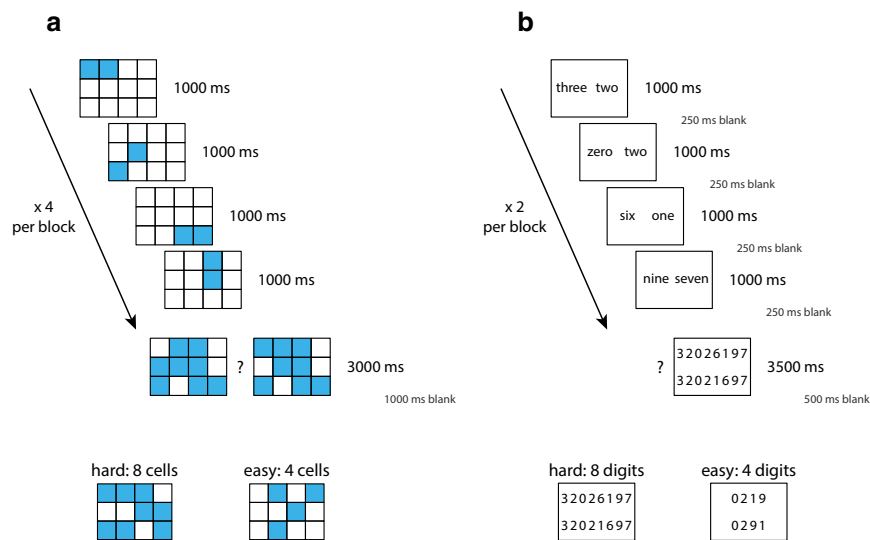 a
1000 ms
1000 ms
1000 ms
1000 ms
x 4
per block
?
3000 ms
1000 ms blank
hard: 8 cells
easy: 4 cells
b
three two
1000 ms
250 ms blank
zero two
1000 ms
250 ms blank
six one
1000 ms
250 ms blank
nine seven
1000 ms
250 ms blank
x 2
per block
?
32026197
32021697
3500 ms
500 ms blank
hard: 8 digits
32026197
32021697
easy: 4 digits
0219
0291